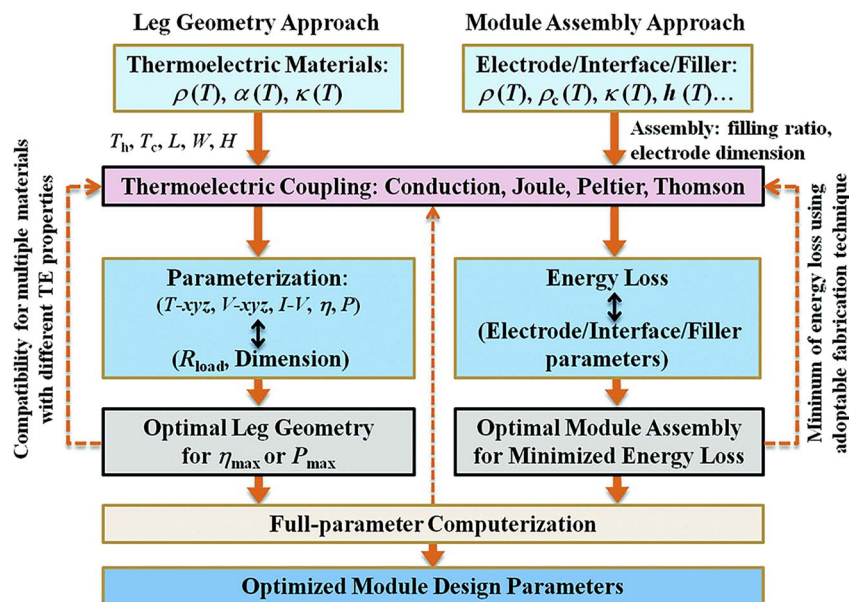 Leg Geometry Approach
Module Assembly Approach
Thermoelectric Materials:
ρ(T), α(T), κ(T)
Electrode/Interface/Filler:
ρ(T), ρc(T), κ(T), h(T)...
Th, Tc, L, W, H
Assembly: filling ratio,
electrode dimension
Thermoelectric Coupling: Conduction, Joule, Peltier, Thomson
Compatibility for multiple materials
with different TE properties
Parameterization:
(T-xyz, V-xyz, I-V, η, P)
(Rload, Dimension)
Energy Loss
(Electrode/Interface/Filler
parameters)
Mininum of energy loss using
adoptable fabrication technique
Optimal Leg Geometry
for ηmax or Pmax
Optimal Module Assembly
for Minimized Energy Loss
Full-parameter Computerization
Optimized Module Design Parameters